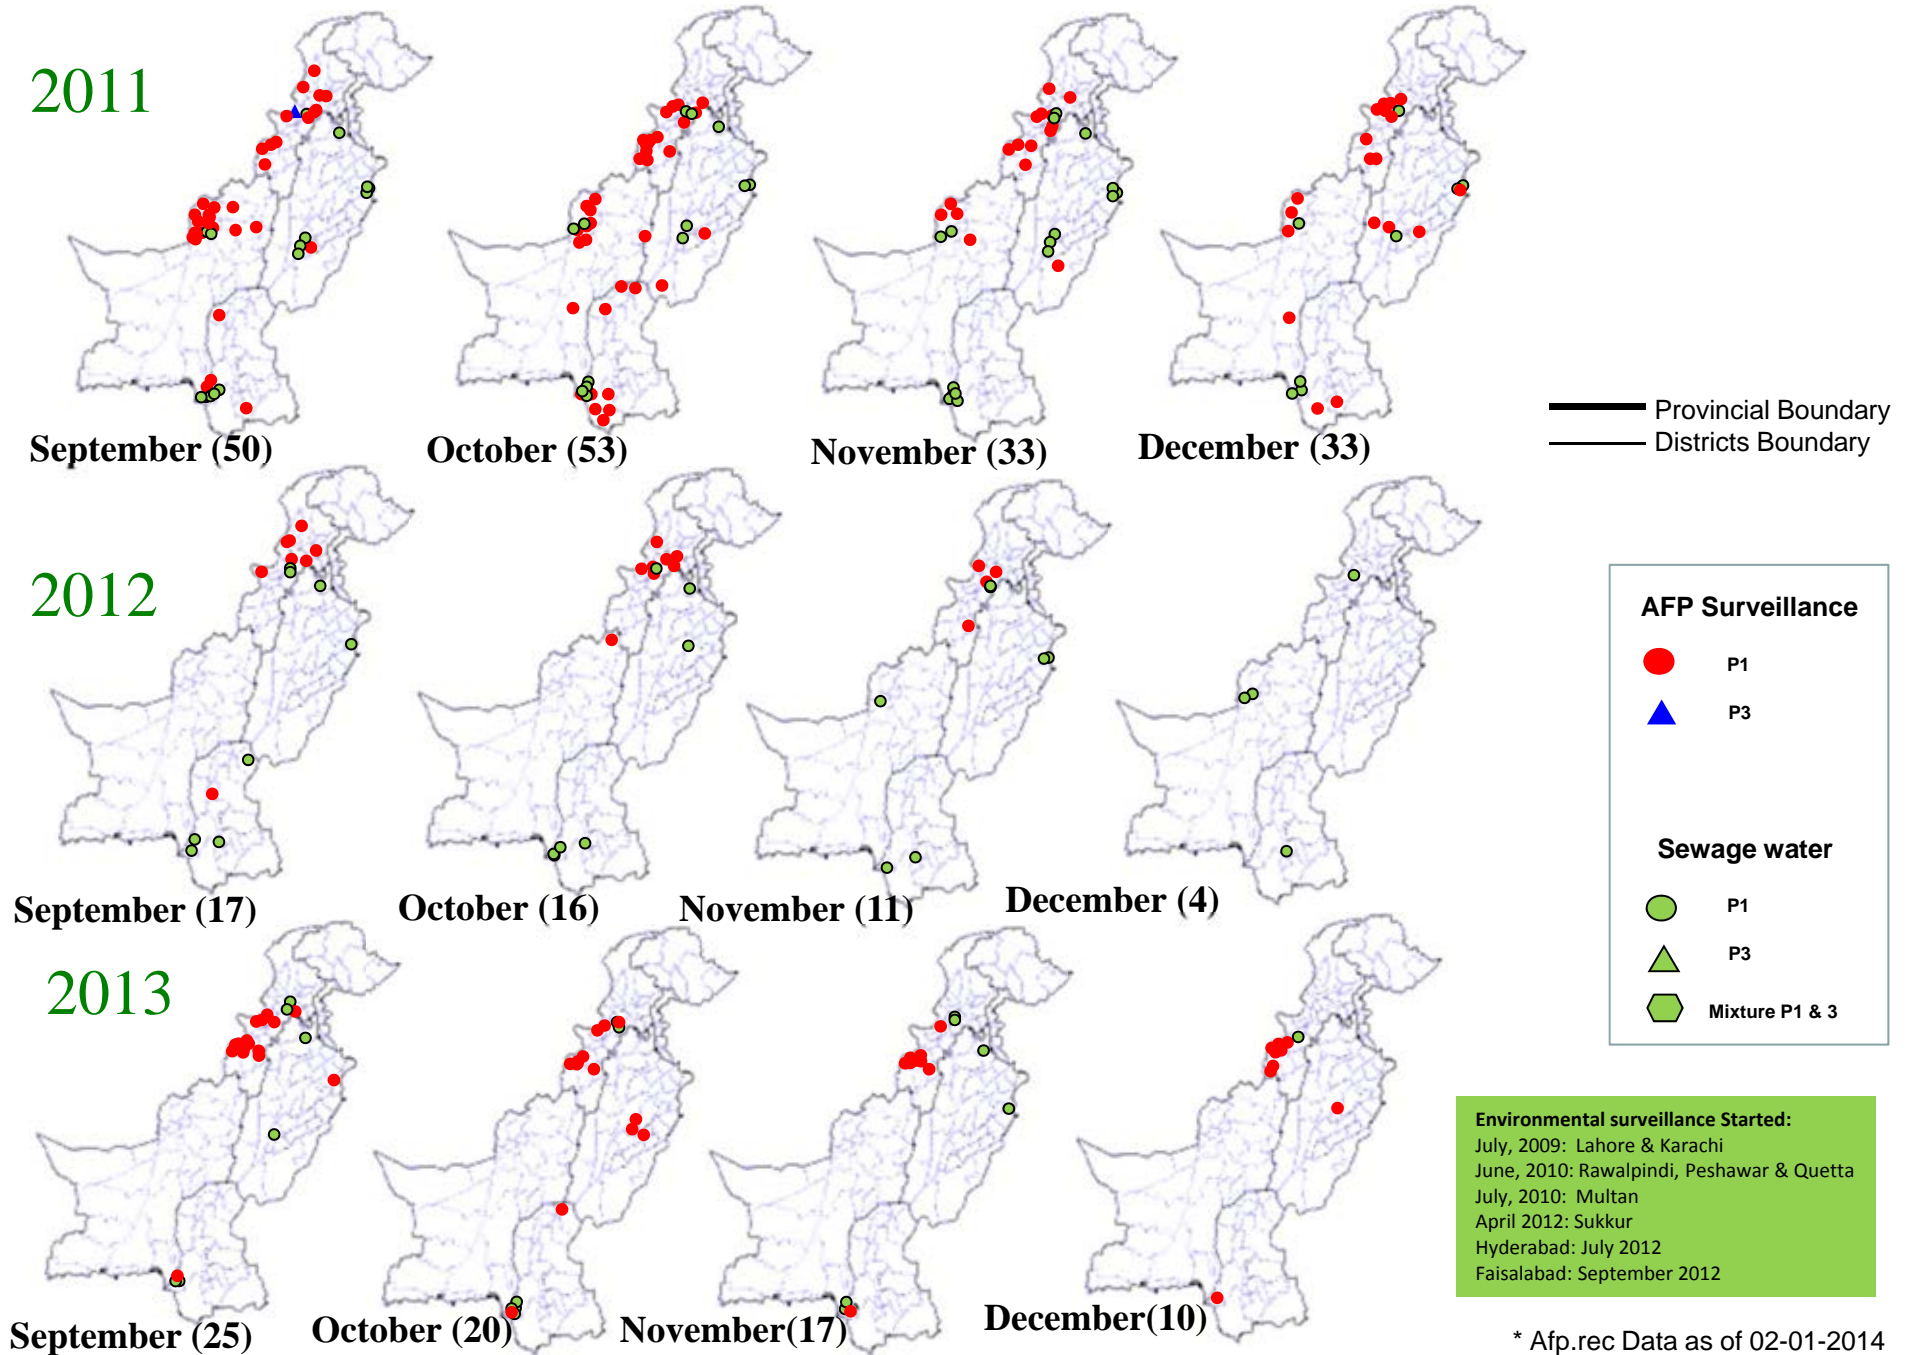 2011
September (50)
October (53)
November (33)
December (33)
Provincial Boundary
Districts Boundary
2012
September (17)
October (16)
November (11)
December (4)
AFP Surveillance
P1
P3
Sewage water
P1
P3
Mixture P1 & 3
2013
September (25)
October (20)
November(17)
December(10)
Environmental surveillance Started:
July, 2009: Lahore & Karachi
June, 2010: Rawalpindi, Peshawar & Quetta
July, 2010: Multan
April 2012: Sukkur
Hyderabad: July 2012
Faisalabad: September 2012
* Afp.rec Data as of 02-01-2014